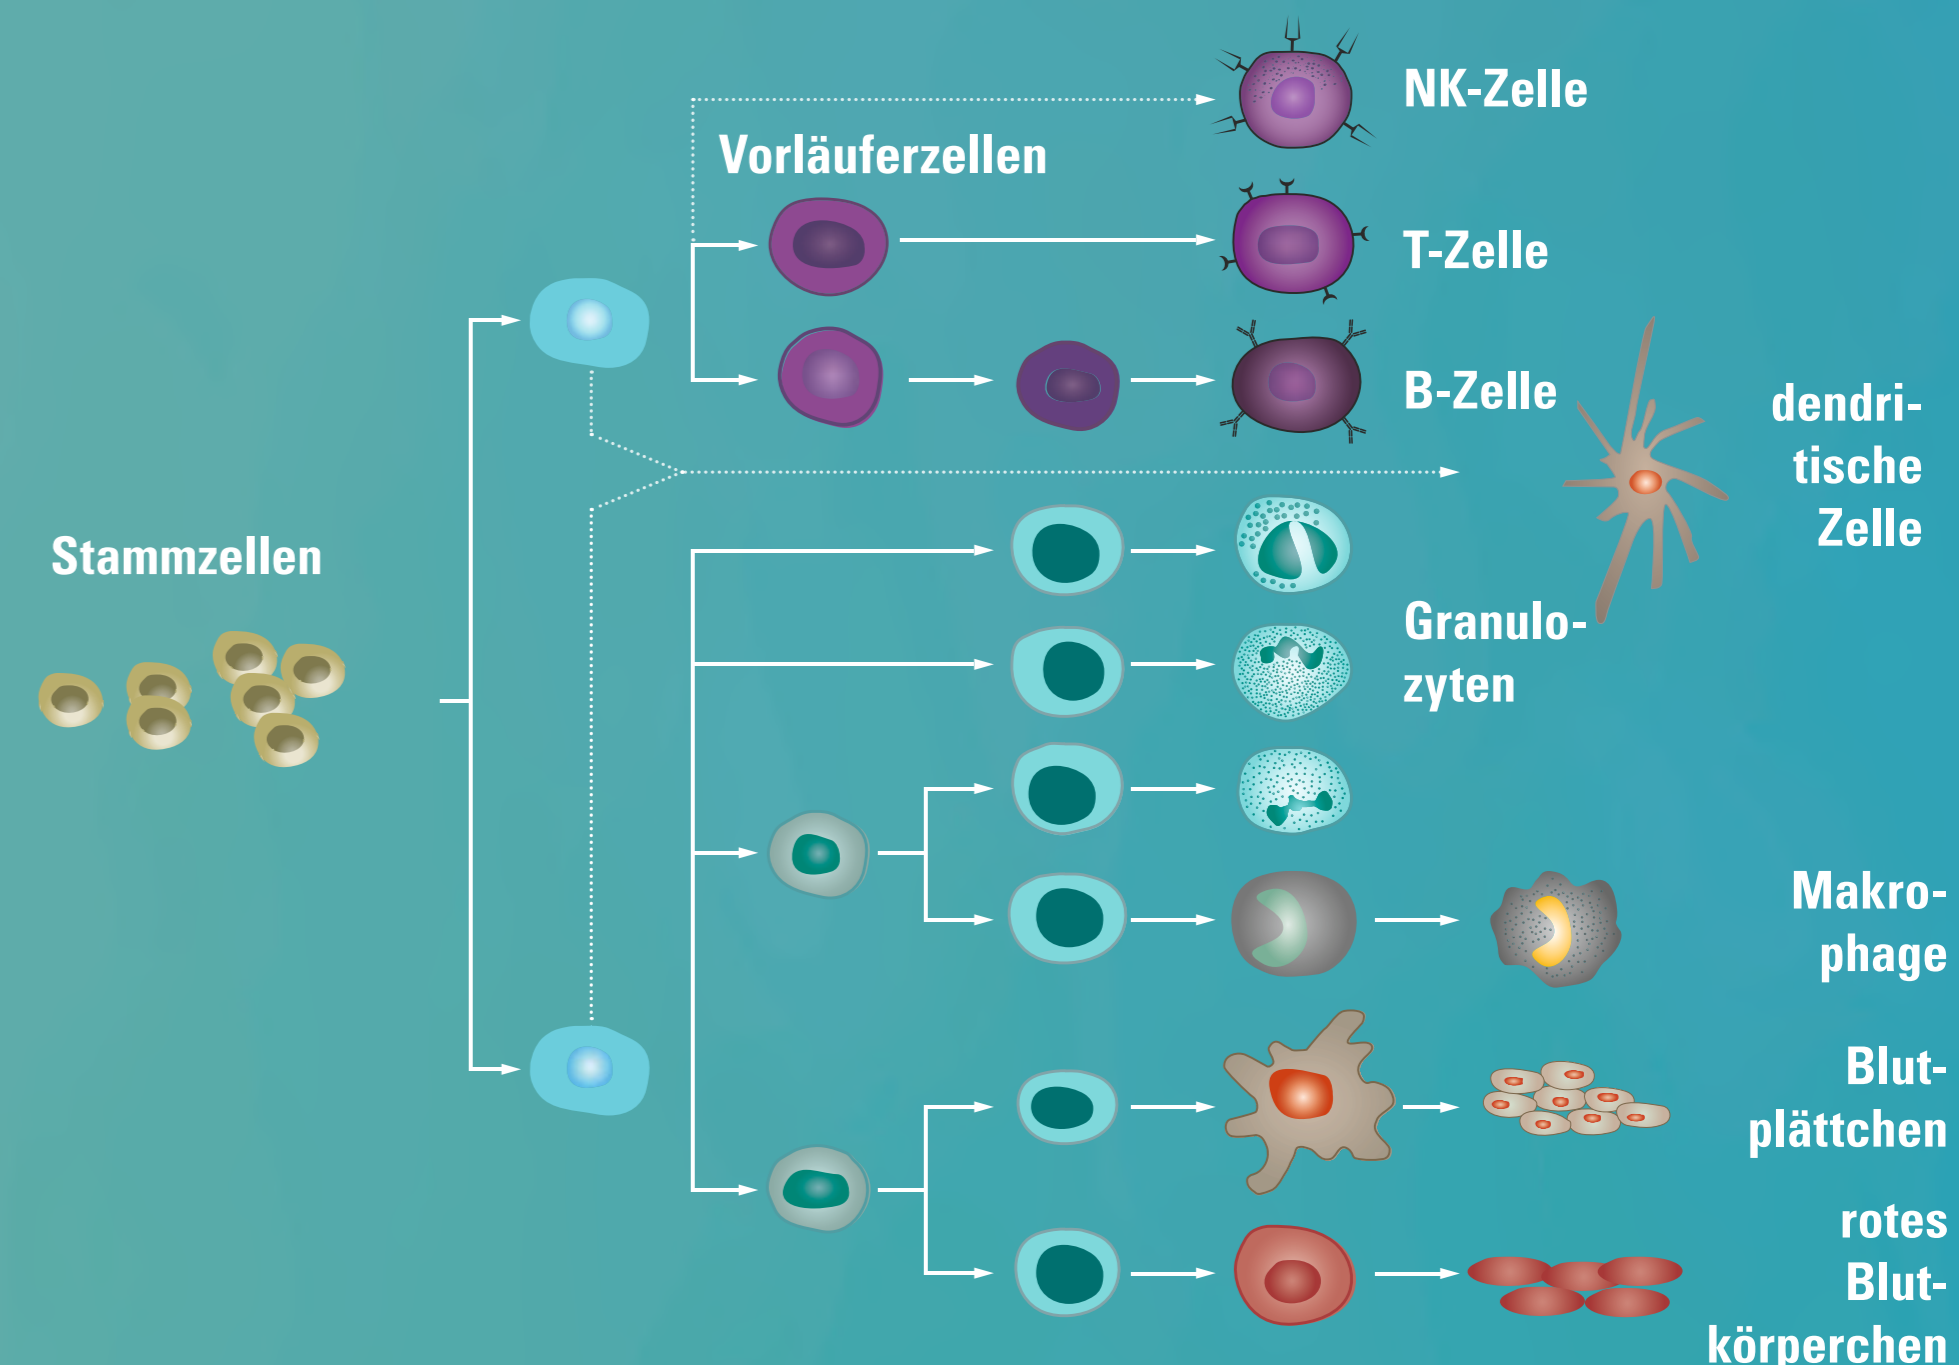 NK-Zelle
Vorläuferzellen
T-Zelle
B-Zelle
dendri-
tische
Zelle
Stammzellen
Granulo-
zyten
Makro-
phage
Blut-
plättchen
rotes
Blut-
körperchen